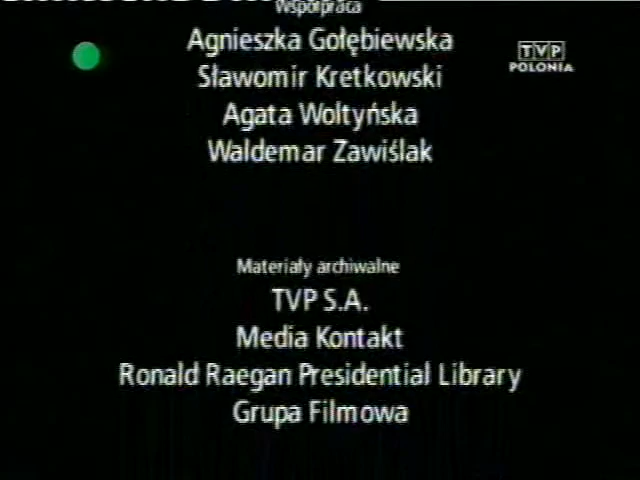 Współpraca
Agnieszka Gołębiewska
Sławomir Kretkowski
Agata Woltyńska
Waldemar Zawiślak
TVP
POLONIA
Materiały archiwalne
TVP S.A.
Media Kontakt
Ronald Raegan Presidential Library
Grupa Filmowa